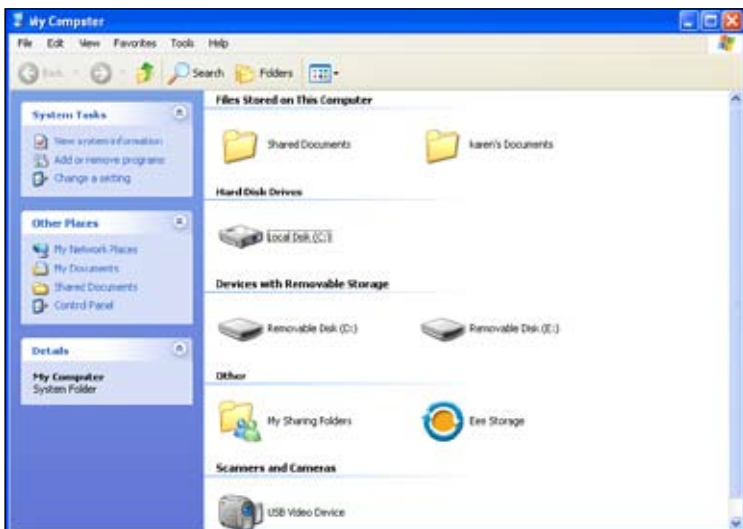 My Computer
File Edit View Favorites Tools Help
Back Search Folders
System Tasks
View system information
Add or remove programs
Change a setting
Other Places
My Network Places
My Documents
Shared Documents
Control Panel
Details
My Computer
System Folder
Files Stored on This Computer
Shared Documents karen's Documents
Hard Disk Drives
Local Disk (C:)
Devices with Removable Storage
Removable Disk (D:) Removable Disk (E:)
Other
My Sharing Folders Eee Storage
Scanners and Cameras
USB Video Device